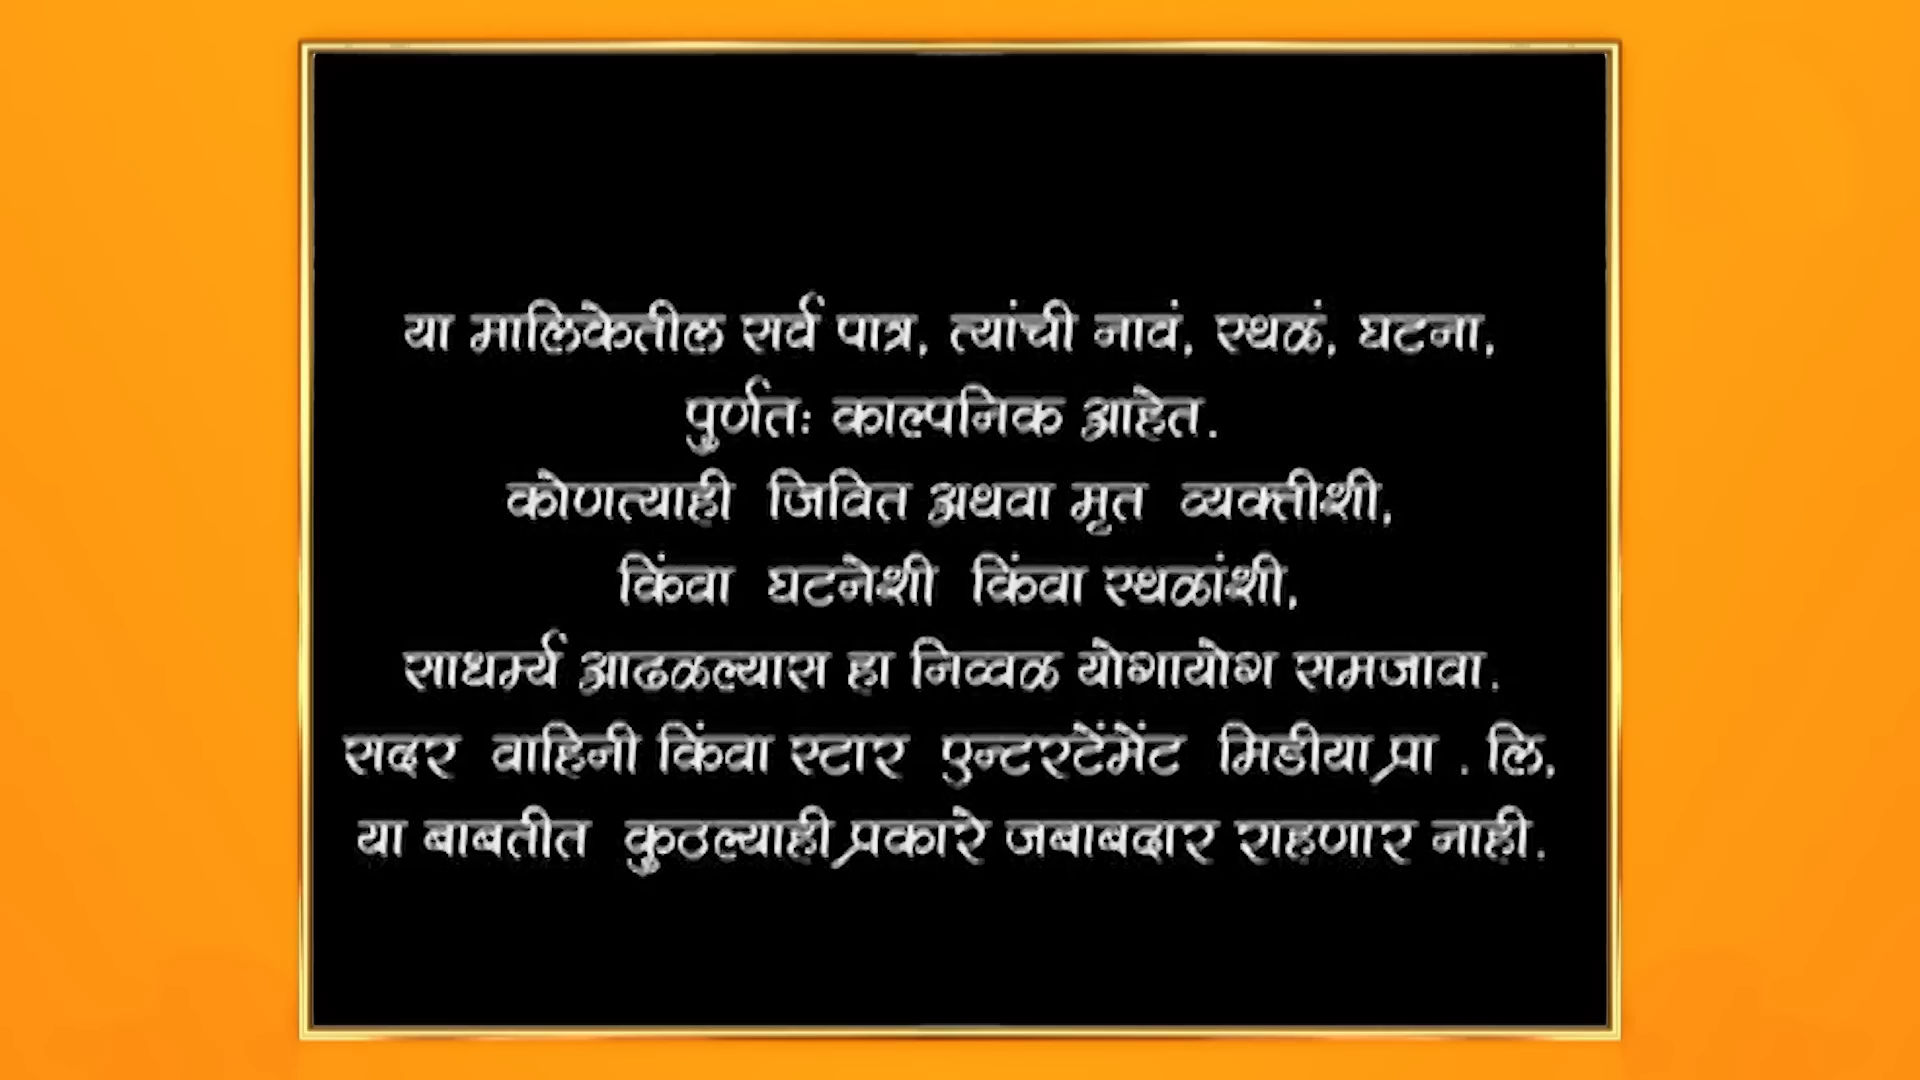 या मालिकेतील सर्व पात्र, त्यांची नावं, स्थळं, घटना,
पुर्णतः काल्पनिक आहेत.
कोणत्याही जिवित अथवा मृत व्यक्तीशी,
किंवा घटनेशी किंवा स्थळांशी,
साधर्म्य आढळल्यास हा निव्वळ योगायोग समजावा.
सदर वाहिनी किंवा स्टार एन्टरटेंमेंट मिडीया प्रा . लि,
या बाबतीत कुठल्याही प्रकारे जबाबदार राहणार नाही.